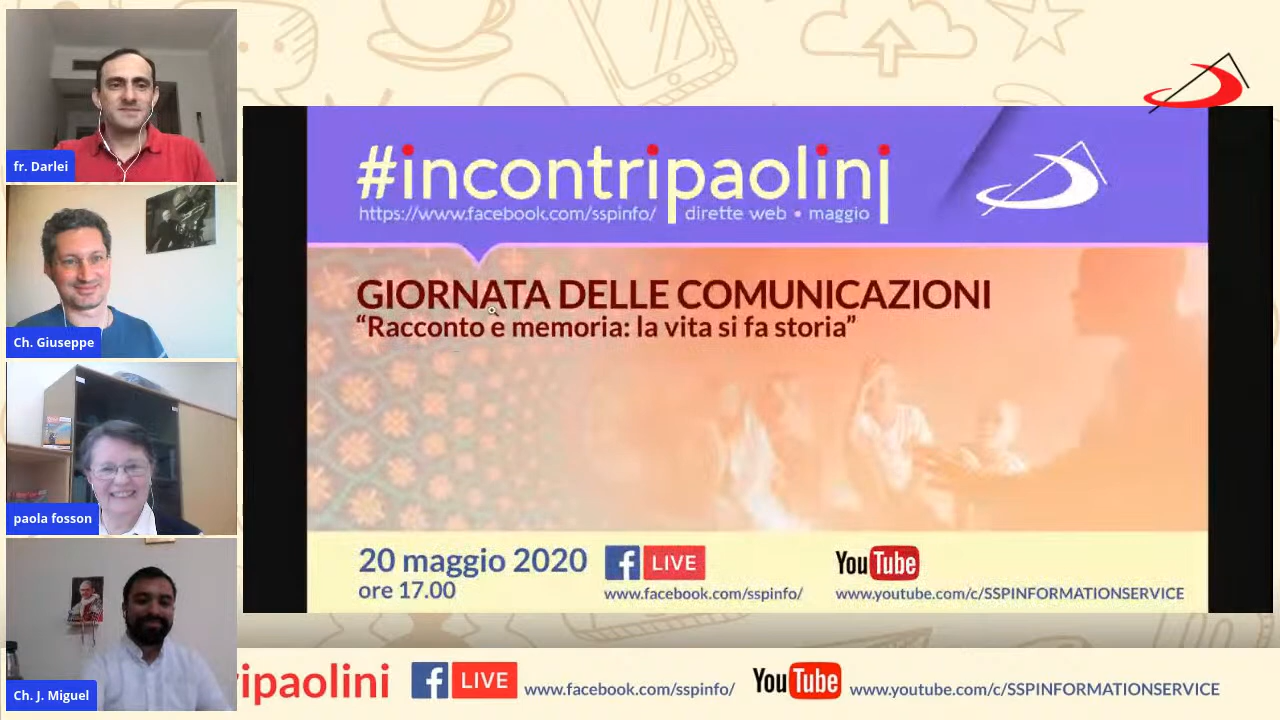 fr. Darlei
Ch. Giuseppe
paola fosson
Ch. J. Miguel
#incontripaolini
https://www.facebook.com/sspinfo/ dirette web • maggio
GIORNATA DELLE COMUNICAZIONI
“Racconto e memoria: la vita si fa storia”
20 maggio 2020
ore 17.00
f LIVE
www.facebook.com/sspinfo/
YouTube
www.youtube.com/c/SSPINFORMATIONSERVICE
ripaolini f LIVE www.facebook.com/sspinfo/ YouTube www.youtube.com/c/SSPINFORMATIONSERVICE